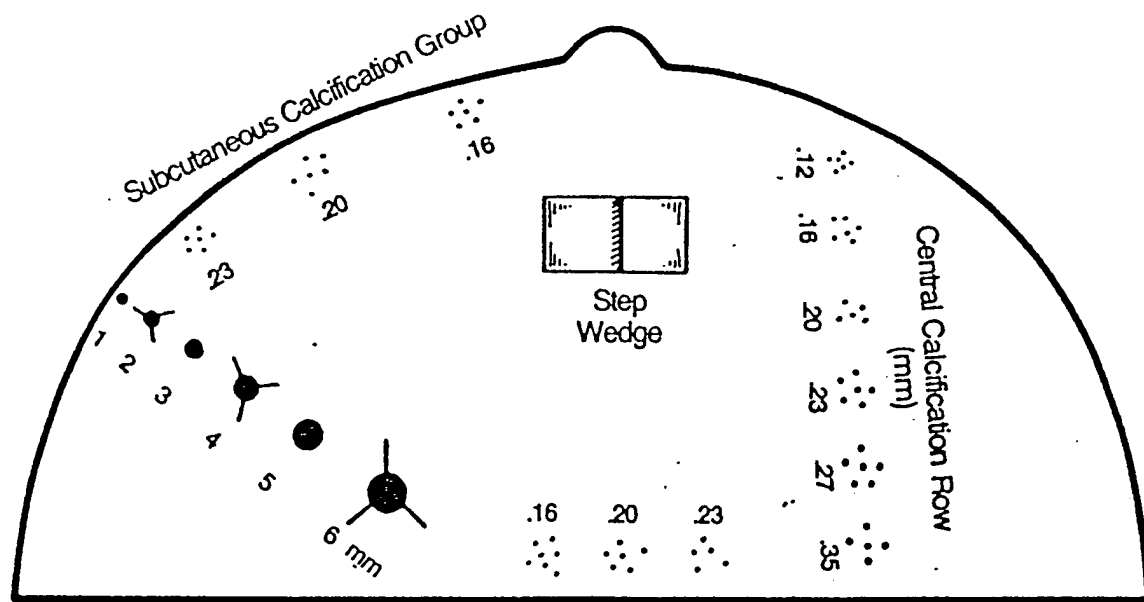 Subcutaneous Calcification Group
.16
.20
.23
1
2
3
4
5
6 mm
Step
Wedge
.12
.16
.20
.23
.27
.35
Central Calcification Row
(mm)
.16 .20 .23